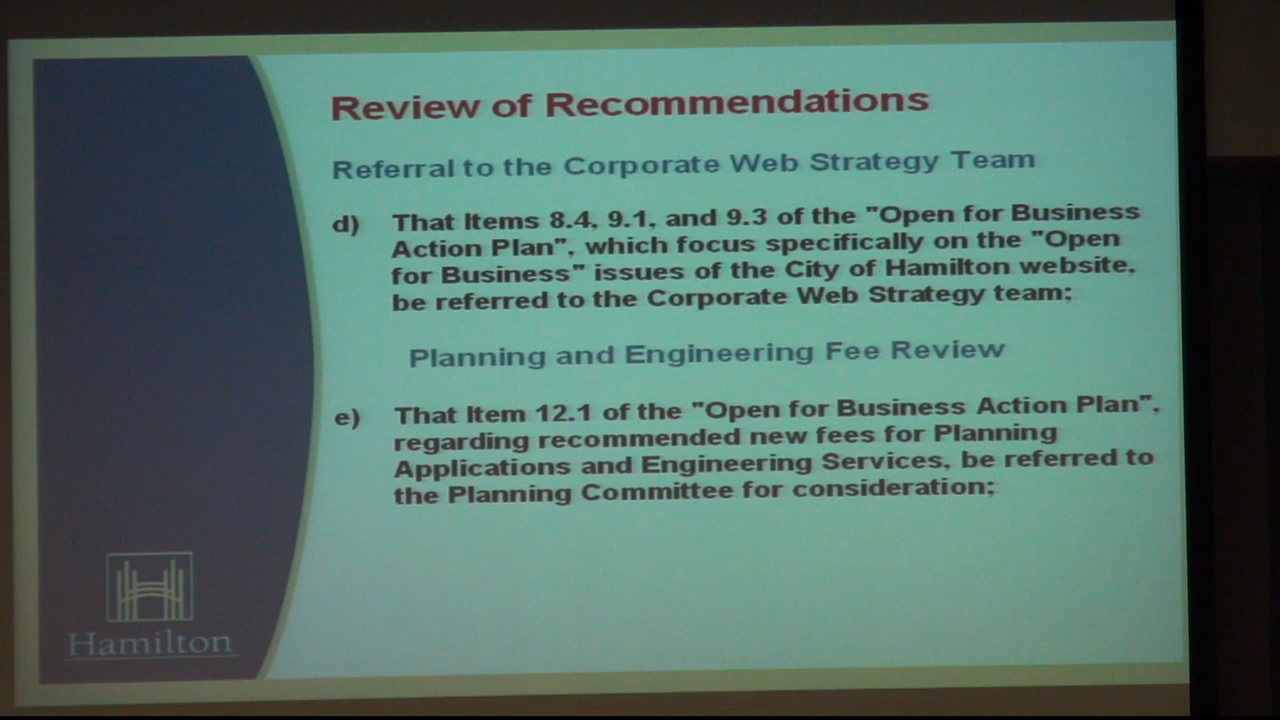 Review of Recommendations
Referral to the Corporate Web Strategy Team
d) That Items 8.4, 9.1, and 9.3 of the "Open for Business
Action Plan", which focus specifically on the "Open
for Business" issues of the City of Hamilton website,
be referred to the Corporate Web Strategy team;
Planning and Engineering Fee Review
e) That Item 12.1 of the "Open for Business Action Plan",
regarding recommended new fees for Planning
Applications and Engineering Services, be referred to
the Planning Committee for consideration;
Hamilton